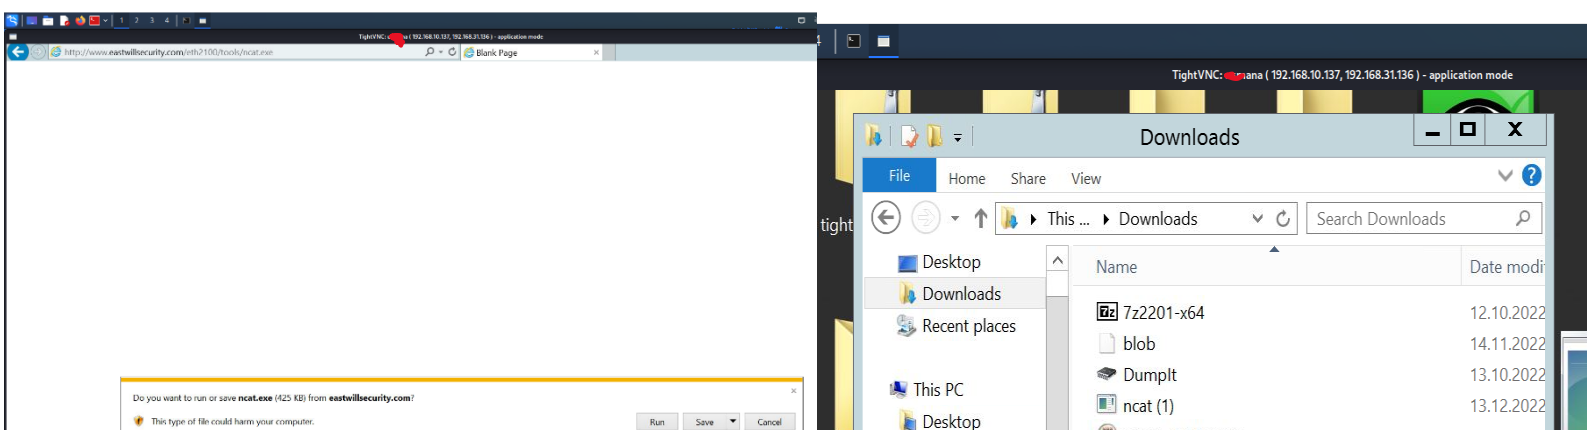 1 2 3 4
TightVNC: ana ( 192.168.10.137, 192.168.31.136 ) - application mode
http://www.eastwillsecurity.com/eth2100/tools/ncat.exe
Blank Page
Do you want to run or save ncat.exe (425 KB) from eastwillsecurity.com?
This type of file could harm your computer.
Run
Save
Cancel
TightVNC: ana ( 192.168.10.137, 192.168.31.136 ) - application mode
Downloads
File
Home
Share
View
This ...
Downloads
Search Downloads
tight
Desktop
Downloads
Recent places
This PC
Desktop
Name
Date modi
7z2201-x64
12.10.2022
blob
14.11.2022
DumpIt
13.10.2022
ncat (1)
13.12.2022